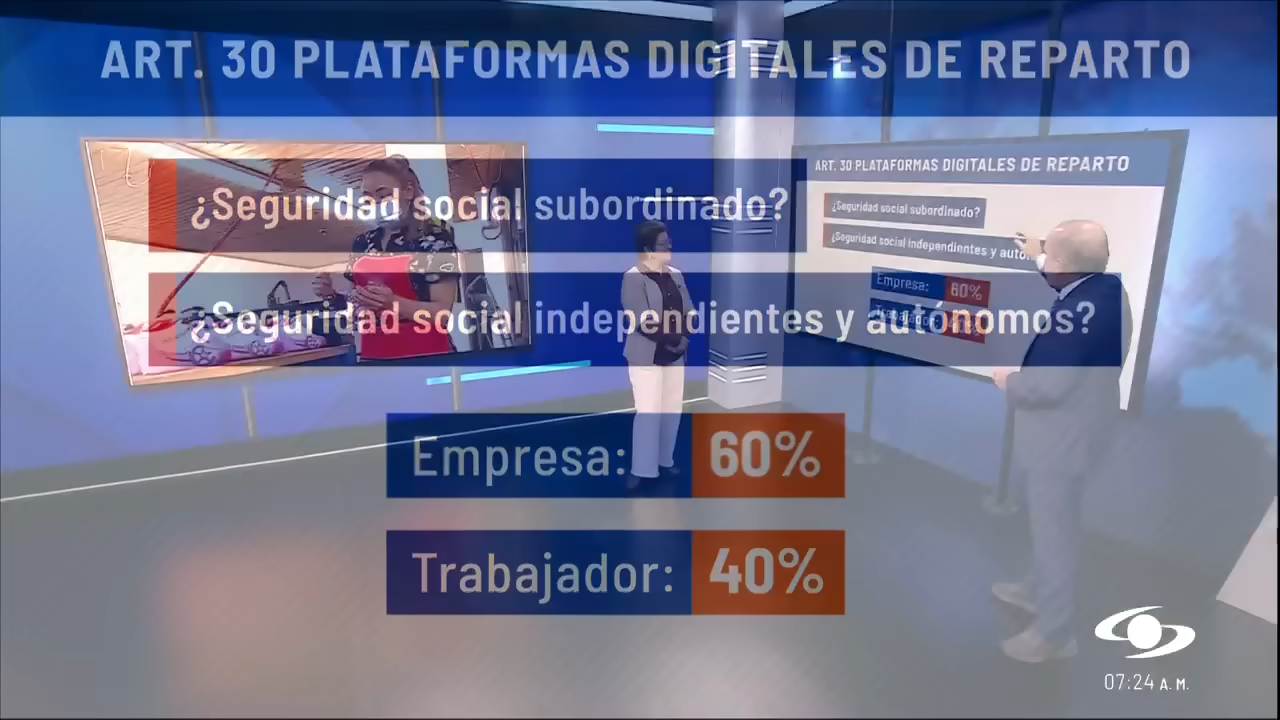 ART. 30 PLATAFORMAS DIGITALES DE REPARTO
¿Seguridad social subordinado?
¿Seguridad social independientes y autónomos?
Empresa: 60%
Trabajador: 40%
ART. 30 PLATAFORMAS DIGITALES DE REPARTO
¿Seguridad social subordinado?
¿Seguridad social independientes y
Empresa: 60%
Trabajador:
07:24 A.M.